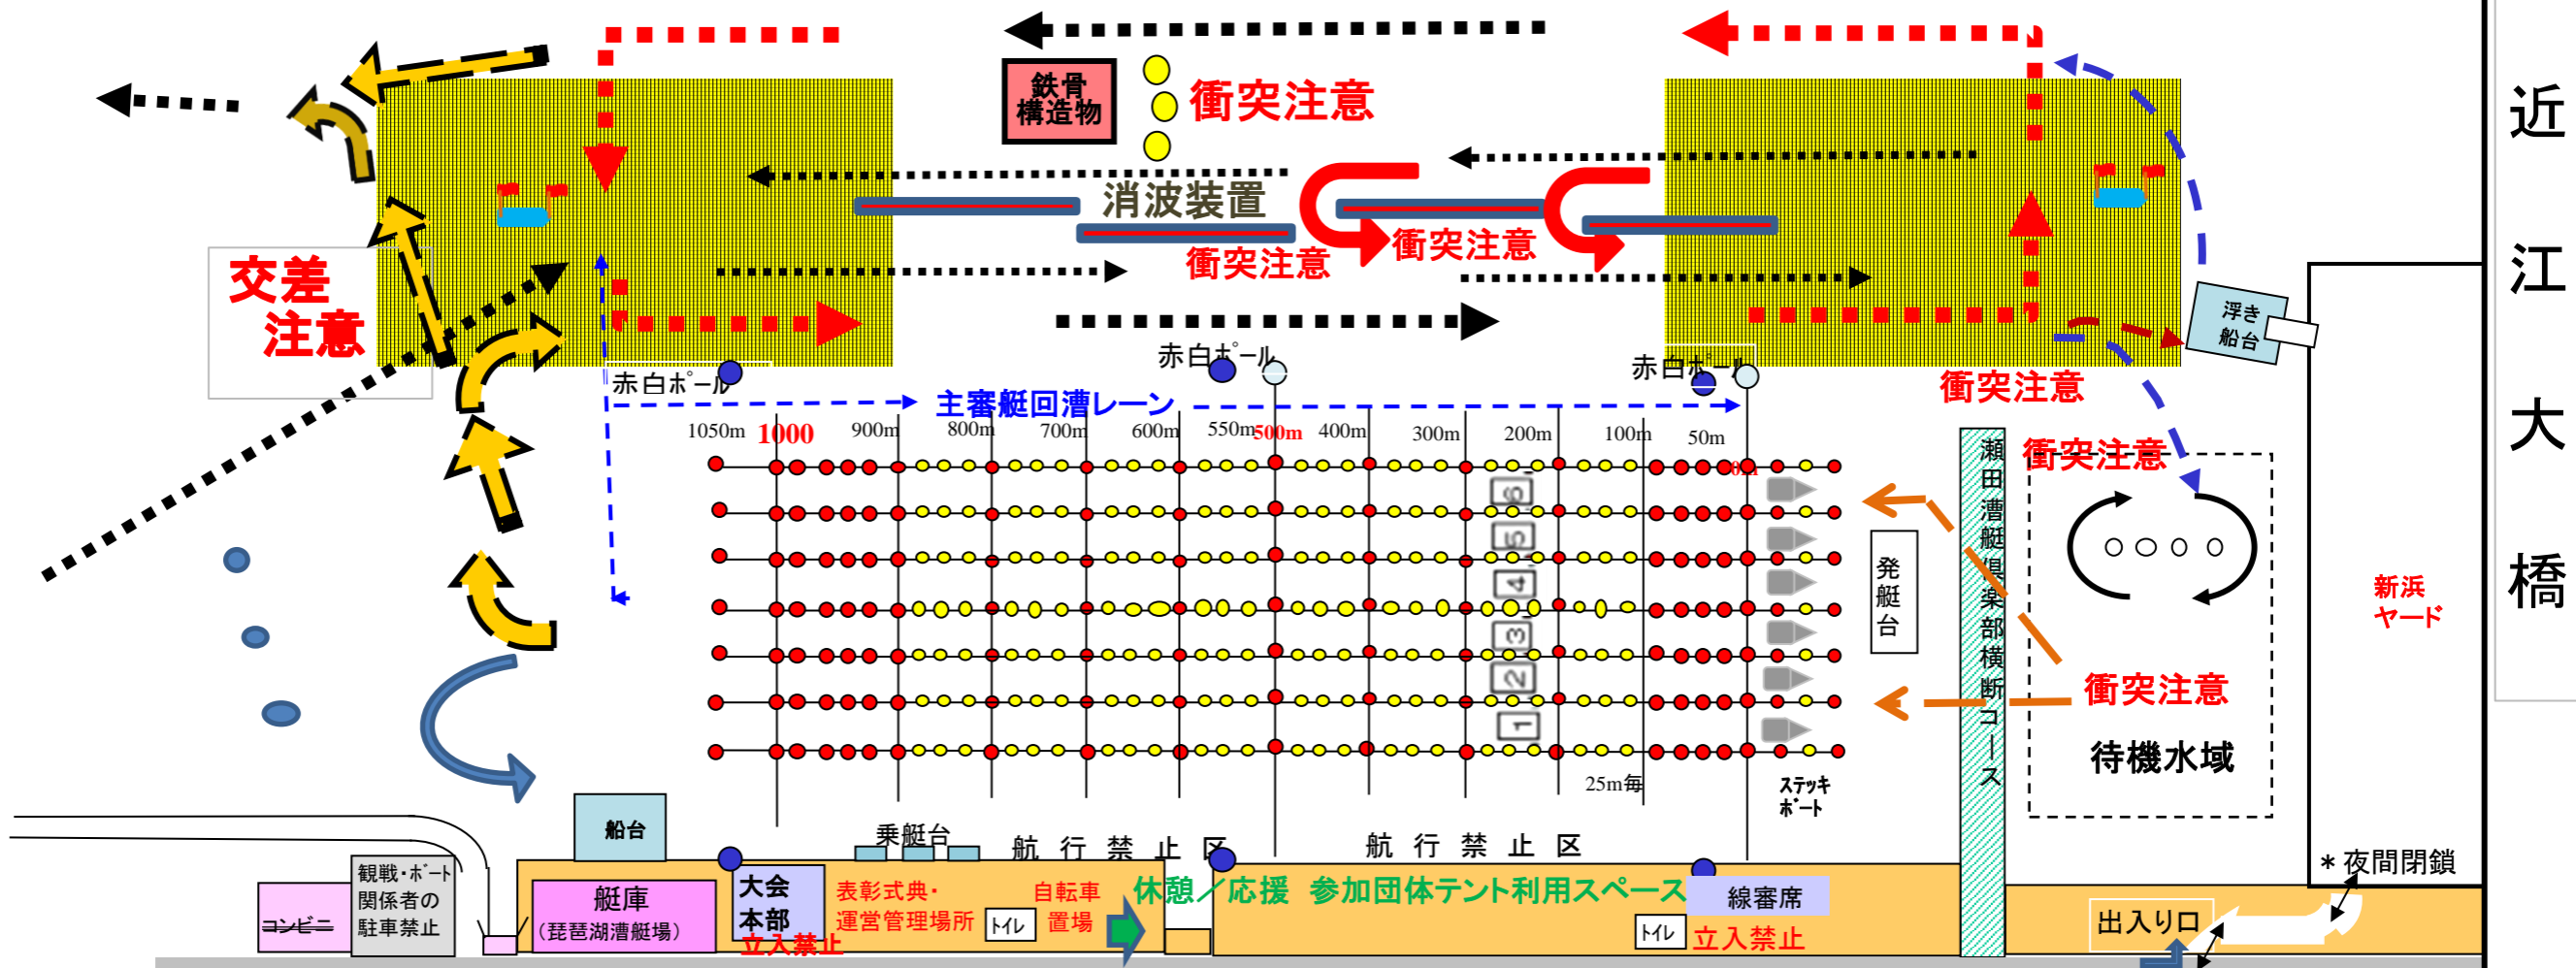 鉄骨
構造物
衝突注意
近江大橋
消波装置
衝突注意
衝突注意
交差
注意
浮き
船台
赤白ポール
赤白ポール
赤白ポール
衝突注意
主審艇回漕レーン
1050m
1000
900m
800m
700m
600m
550m
500m
400m
300m
200m
100m
50m
衝突注意
瀬田漕艇倶楽部横断コース
6
5
4
3
2
1
発艇台
新浜
ヤード
衝突注意
待機水域
25m毎
ステッキ
ボート
船台
乗艇台
航行禁止区
航行禁止区
*夜間閉鎖
コンビニ
観戦・ボート
関係者の
駐車禁止
艇庫
(琵琶湖漕艇場)
大会
本部
立入禁止
表彰式典・
運営管理場所
トイレ
自転車
置場
休憩/応援 参加団体テント利用スペース
トイレ
線審席
立入禁止
出入り口